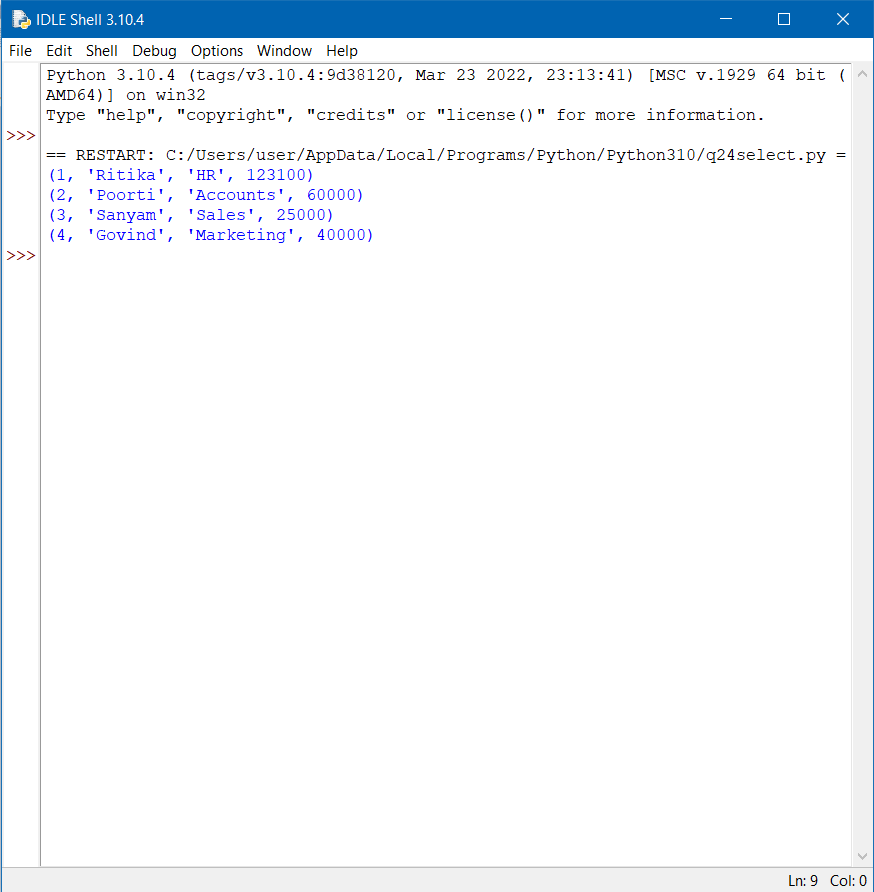 IDLE Shell 3.10.4
File Edit Shell Debug Options Window Help
Python 3.10.4 (tags/v3.10.4:9d38120, Mar 23 2022, 23:13:41) [MSC v.1929 64 bit (
AMD64)] on win32
Type "help", "copyright", "credits" or "license()" for more information.
>>>
== RESTART: C:/Users/user/AppData/Local/Programs/Python/Python310/q24select.py =
(1, 'Ritika', 'HR', 123100)
(2, 'Poorti', 'Accounts', 60000)
(3, 'Sanyam', 'Sales', 25000)
(4, 'Govind', 'Marketing', 40000)
>>>
Ln: 9 Col: 0